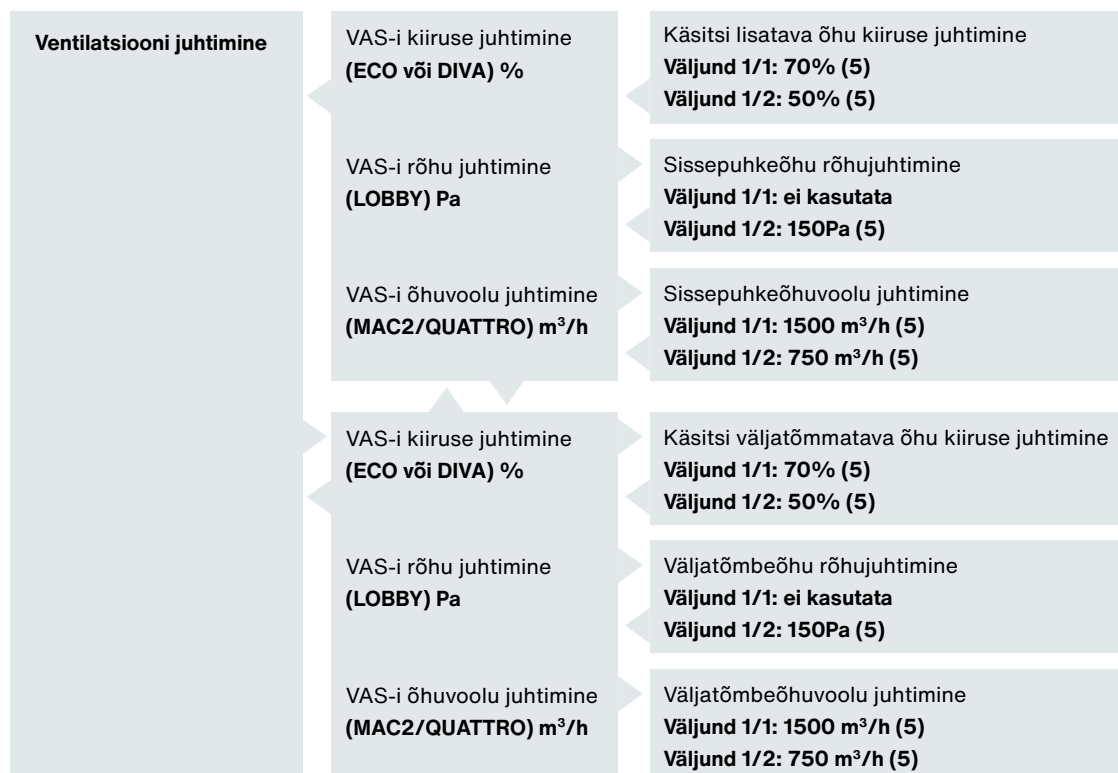 Ventilatsiooni juhtimine
VAS-i kiiruse juhtimine
(ECO või DIVA) %
Käsitsi lisatava õhu kiiruse juhtimine
Väljund 1/1: 70% (5)
Väljund 1/2: 50% (5)
VAS-i rõhu juhtimine
(LOBBY) Pa
Sissepuhkeõhu rõhujuhtimine
Väljund 1/1: ei kasutata
Väljund 1/2: 150Pa (5)
VAS-i õhuvoolu juhtimine
(MAC2/QUATTRO) m³/h
Sissepuhkeõhuvoolu juhtimine
Väljund 1/1: 1500 m³/h (5)
Väljund 1/2: 750 m³/h (5)
VAS-i kiiruse juhtimine
(ECO või DIVA) %
Käsitsi väljatõmmatava õhu kiiruse juhtimine
Väljund 1/1: 70% (5)
Väljund 1/2: 50% (5)
VAS-i rõhu juhtimine
(LOBBY) Pa
Väljatõmbeõhu rõhujuhtimine
Väljund 1/1: ei kasutata
Väljund 1/2: 150Pa (5)
VAS-i õhuvoolu juhtimine
(MAC2/QUATTRO) m³/h
Väljatõmbeõhuvoolu juhtimine
Väljund 1/1: 1500 m³/h (5)
Väljund 1/2: 750 m³/h (5)